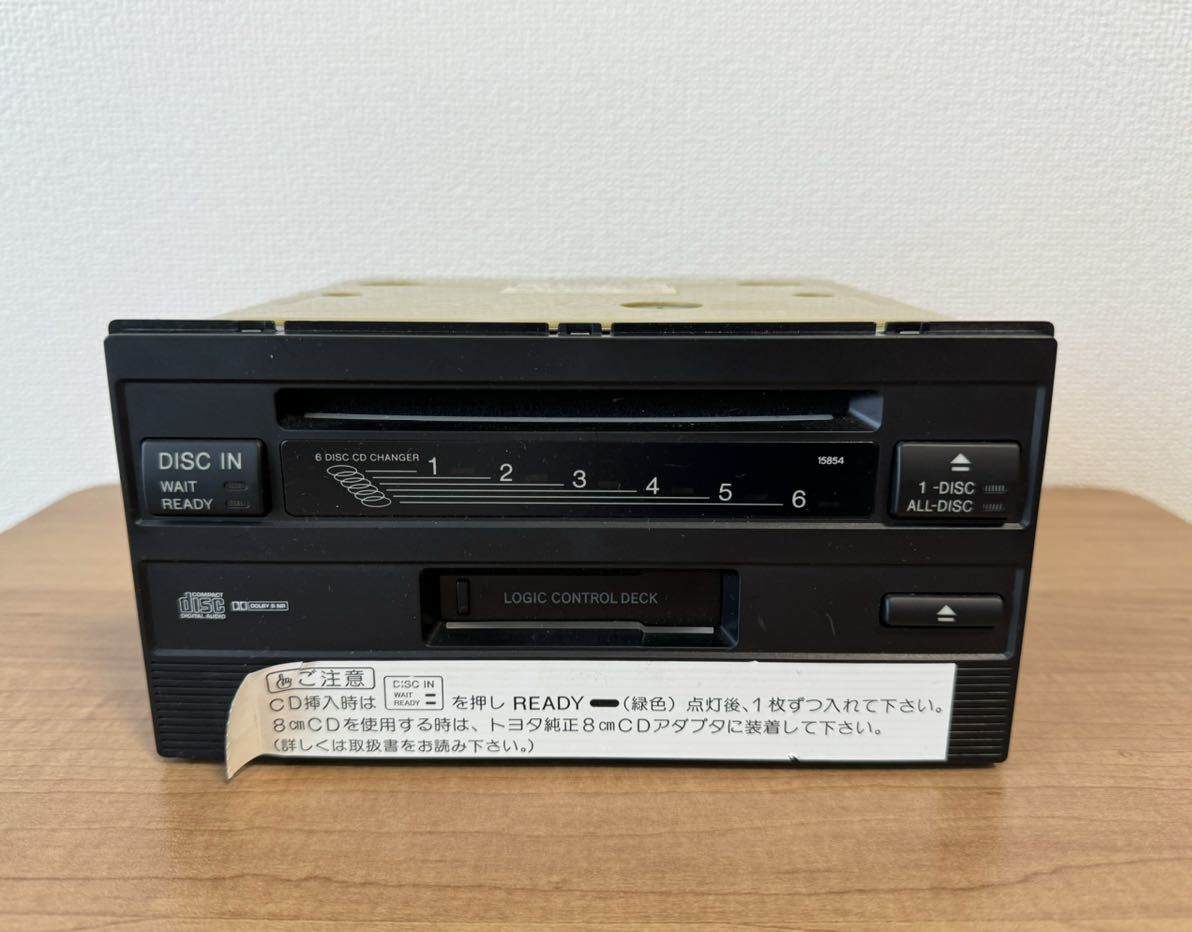 6 DISC CD CHANGER
1 2 3 4 5 6
15854
DISC IN
WAIT
READY
1 -DISC
ALL-DISC
COMPACT
disc
DIGITAL AUDIO
DOLBY B NR
LOGIC CONTROL DECK
ご注意
CD挿入時は DISC IN WAIT READY を押し READY (緑色) 点灯後、1枚ずつ入れて下さい。
8cmCDを使用する時は、トヨタ純正8cmCDアダプタに装着して下さい。
(詳しくは取扱書をお読み下さい。)